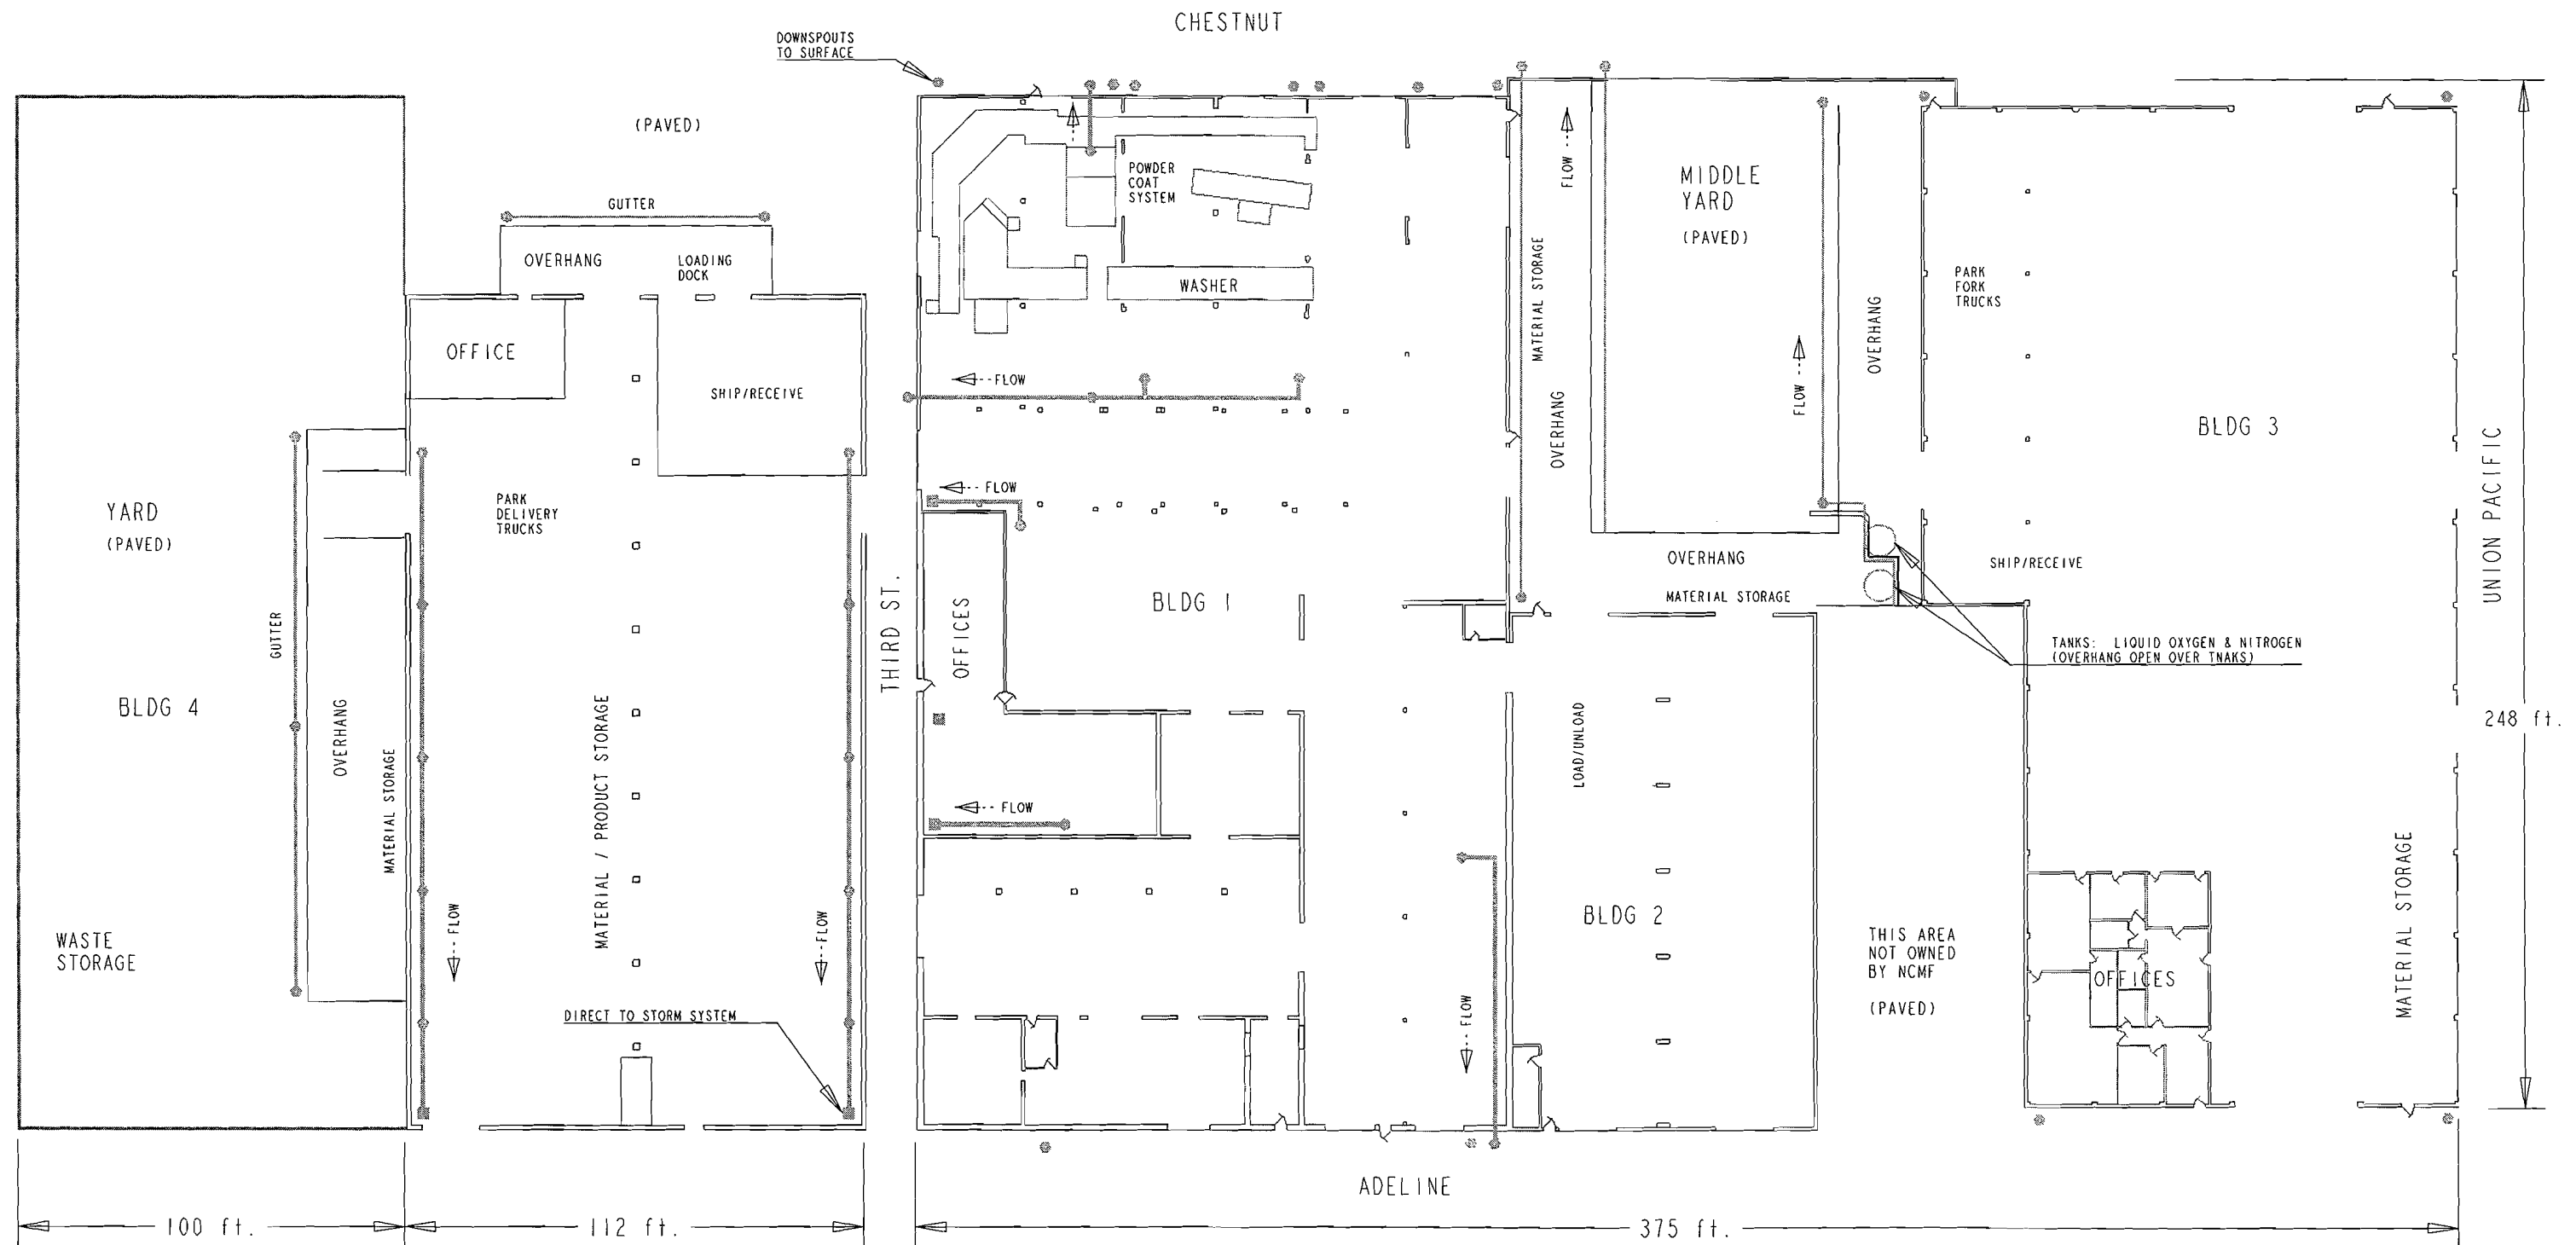 CHESTNUT
DOWNSPOUTS
TO SURFACE
(PAVED)
GUTTER
OVERHANG
LOADING
DOCK
OFFICE
SHIP/RECEIVE
PARK
DELIVERY
TRUCKS
YARD
(PAVED)
GUTTER
BLDG 4
OVERHANG
MATERIAL STORAGE
MATERIAL / PRODUCT STORAGE
WASTE
STORAGE
FLOW
FLOW
DIRECT TO STORM SYSTEM
THIRD ST.
POWDER
COAT
SYSTEM
WASHER
FLOW
FLOW
OFFICES
BLDG 1
FLOW
FLOW
FLOW
MATERIAL STORAGE
OVERHANG
MIDDLE
YARD
(PAVED)
FLOW
OVERHANG
PARK
FORK
TRUCKS
BLDG 3
OVERHANG
MATERIAL STORAGE
SHIP/RECEIVE
TANKS: LIQUID OXYGEN & NITROGEN
(OVERHANG OPEN OVER TNAKS)
UNION PACIFIC
248 ft.
LOAD/UNLOAD
BLDG 2
THIS AREA
NOT OWNED
BY NCMF
(PAVED)
OFFICES
MATERIAL STORAGE
ADELINE
100 ft.
112 ft.
375 ft.